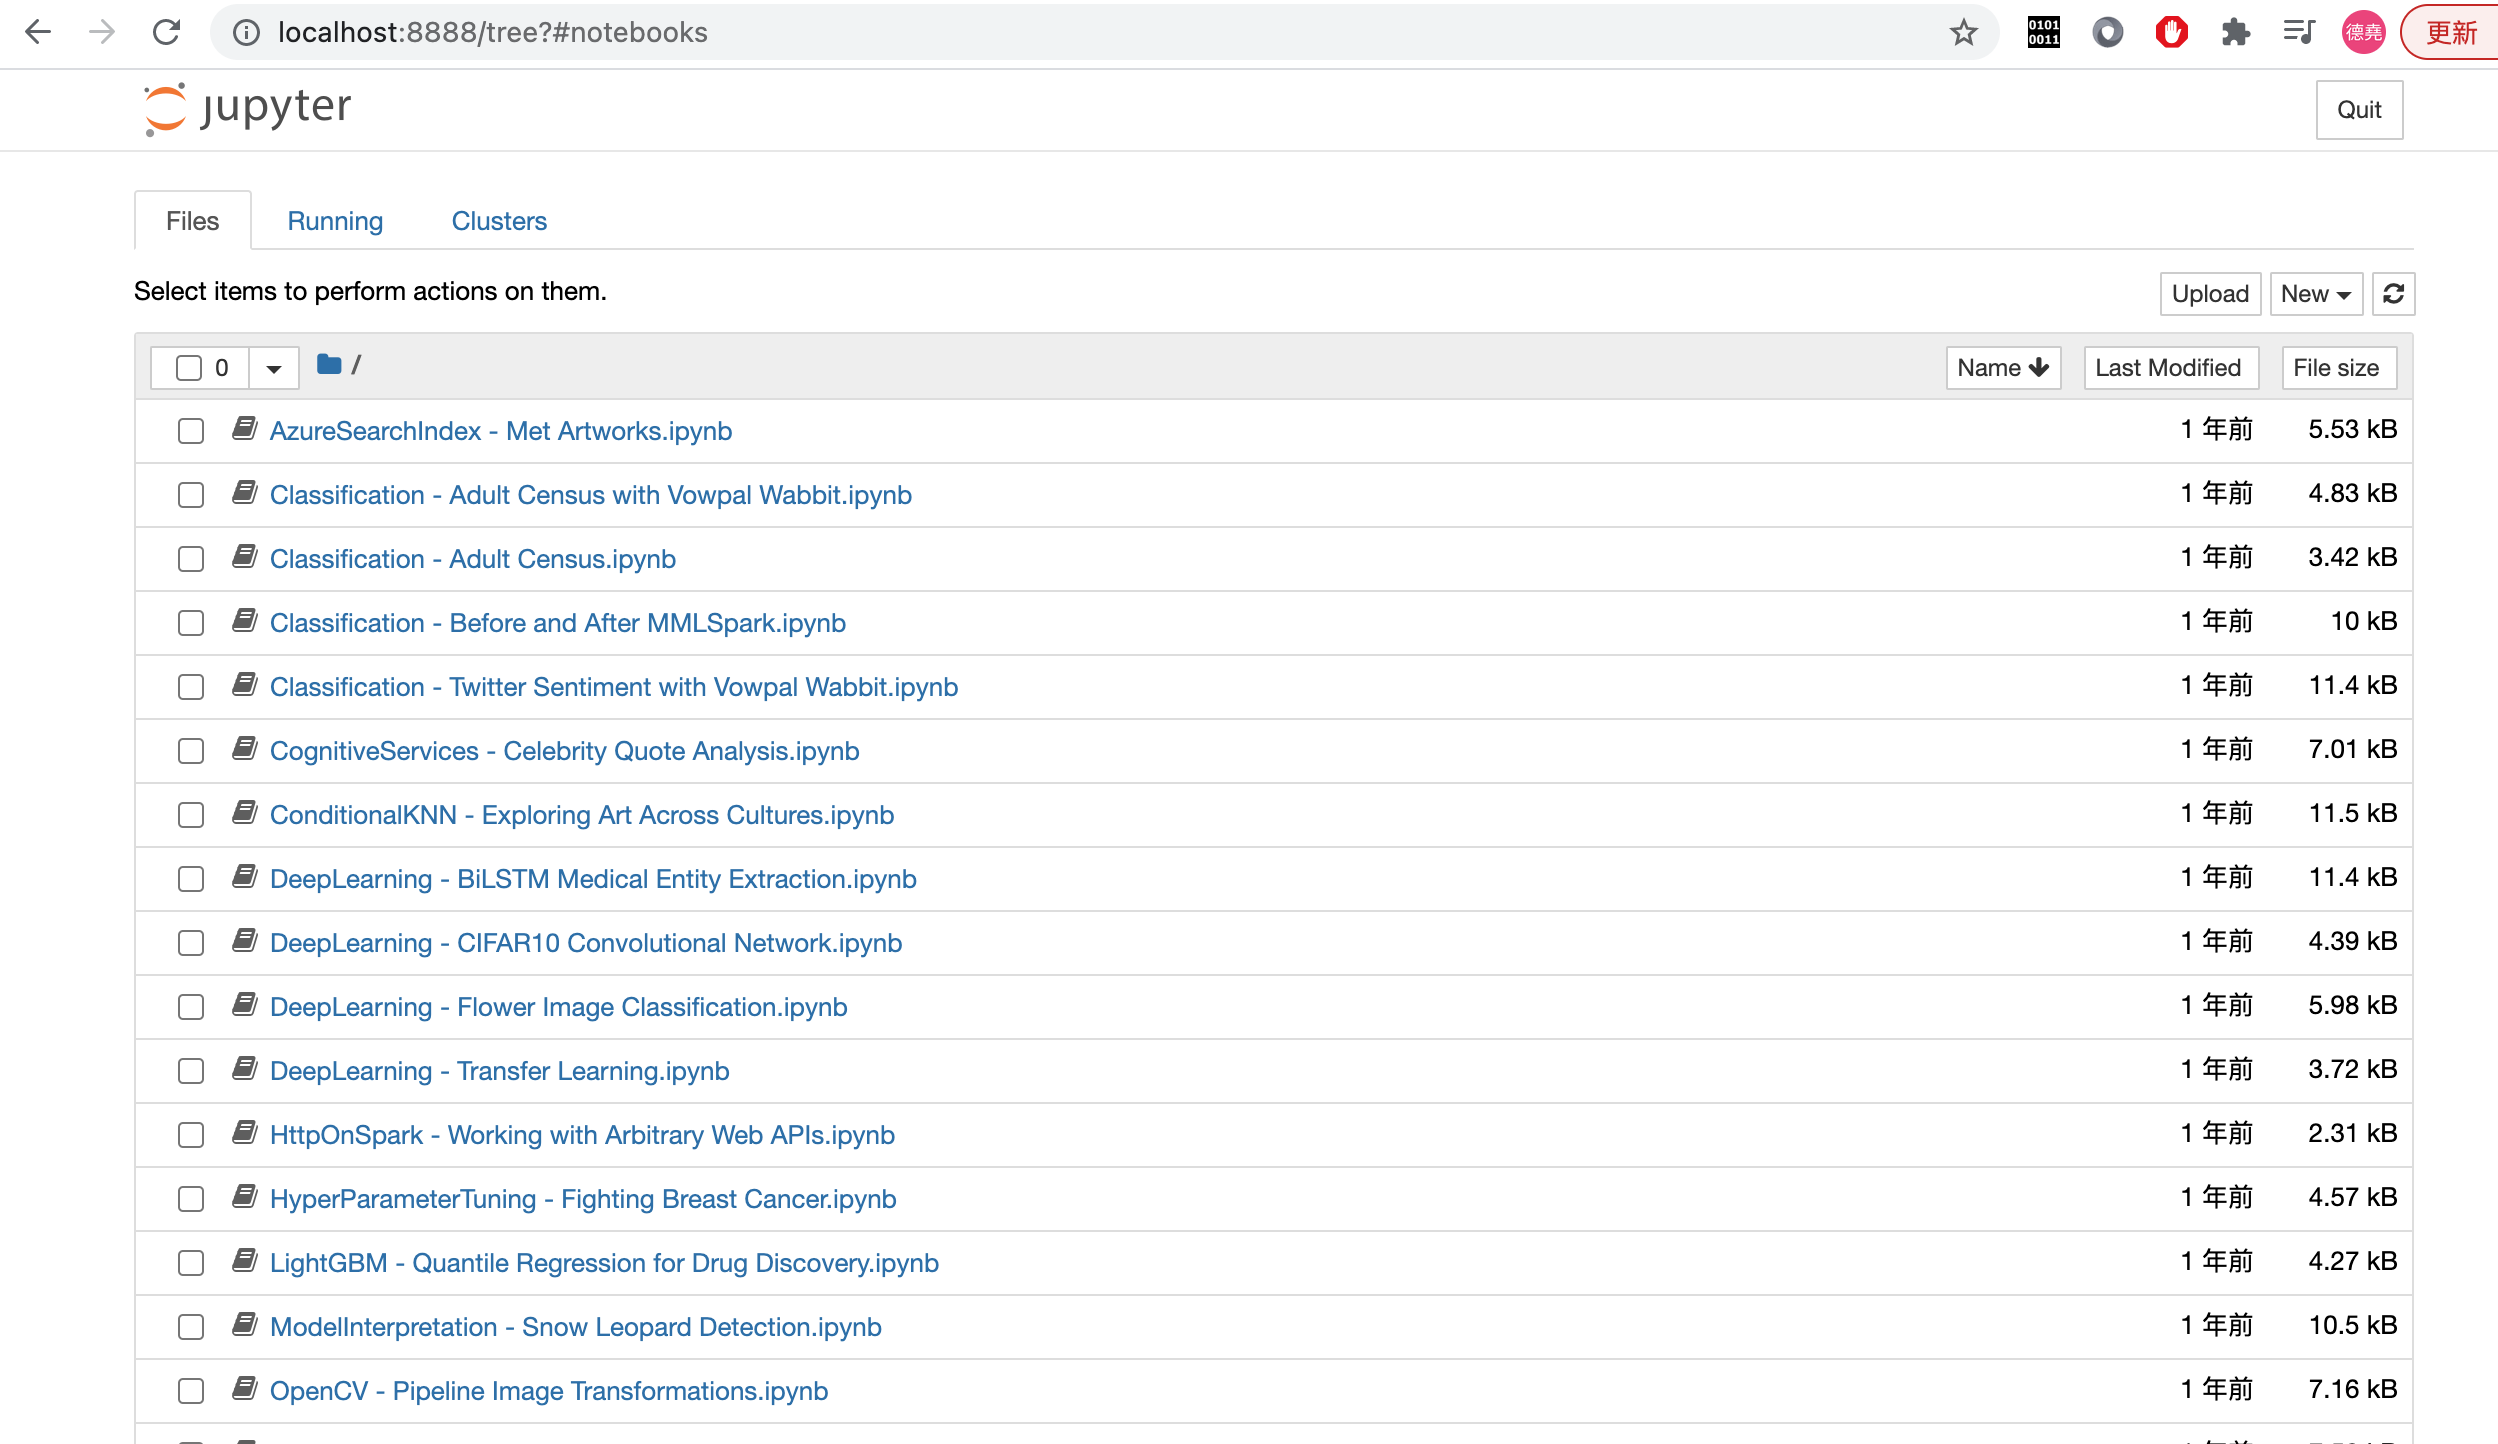 localhost:8888/tree?#notebooks
0101
0011
德堯
更新
jupyter
Quit
Files Running Clusters
Select items to perform actions on them.
Upload New
0 / Name Last Modified File size
AzureSearchIndex - Met Artworks.ipynb 1 年前 5.53 kB
Classification - Adult Census with Vowpal Wabbit.ipynb 1 年前 4.83 kB
Classification - Adult Census.ipynb 1 年前 3.42 kB
Classification - Before and After MMLSpark.ipynb 1 年前 10 kB
Classification - Twitter Sentiment with Vowpal Wabbit.ipynb 1 年前 11.4 kB
CognitiveServices - Celebrity Quote Analysis.ipynb 1 年前 7.01 kB
ConditionalKNN - Exploring Art Across Cultures.ipynb 1 年前 11.5 kB
DeepLearning - BiLSTM Medical Entity Extraction.ipynb 1 年前 11.4 kB
DeepLearning - CIFAR10 Convolutional Network.ipynb 1 年前 4.39 kB
DeepLearning - Flower Image Classification.ipynb 1 年前 5.98 kB
DeepLearning - Transfer Learning.ipynb 1 年前 3.72 kB
HttpOnSpark - Working with Arbitrary Web APIs.ipynb 1 年前 2.31 kB
HyperParameterTuning - Fighting Breast Cancer.ipynb 1 年前 4.57 kB
LightGBM - Quantile Regression for Drug Discovery.ipynb 1 年前 4.27 kB
ModelInterpretation - Snow Leopard Detection.ipynb 1 年前 10.5 kB
OpenCV - Pipeline Image Transformations.ipynb 1 年前 7.16 kB